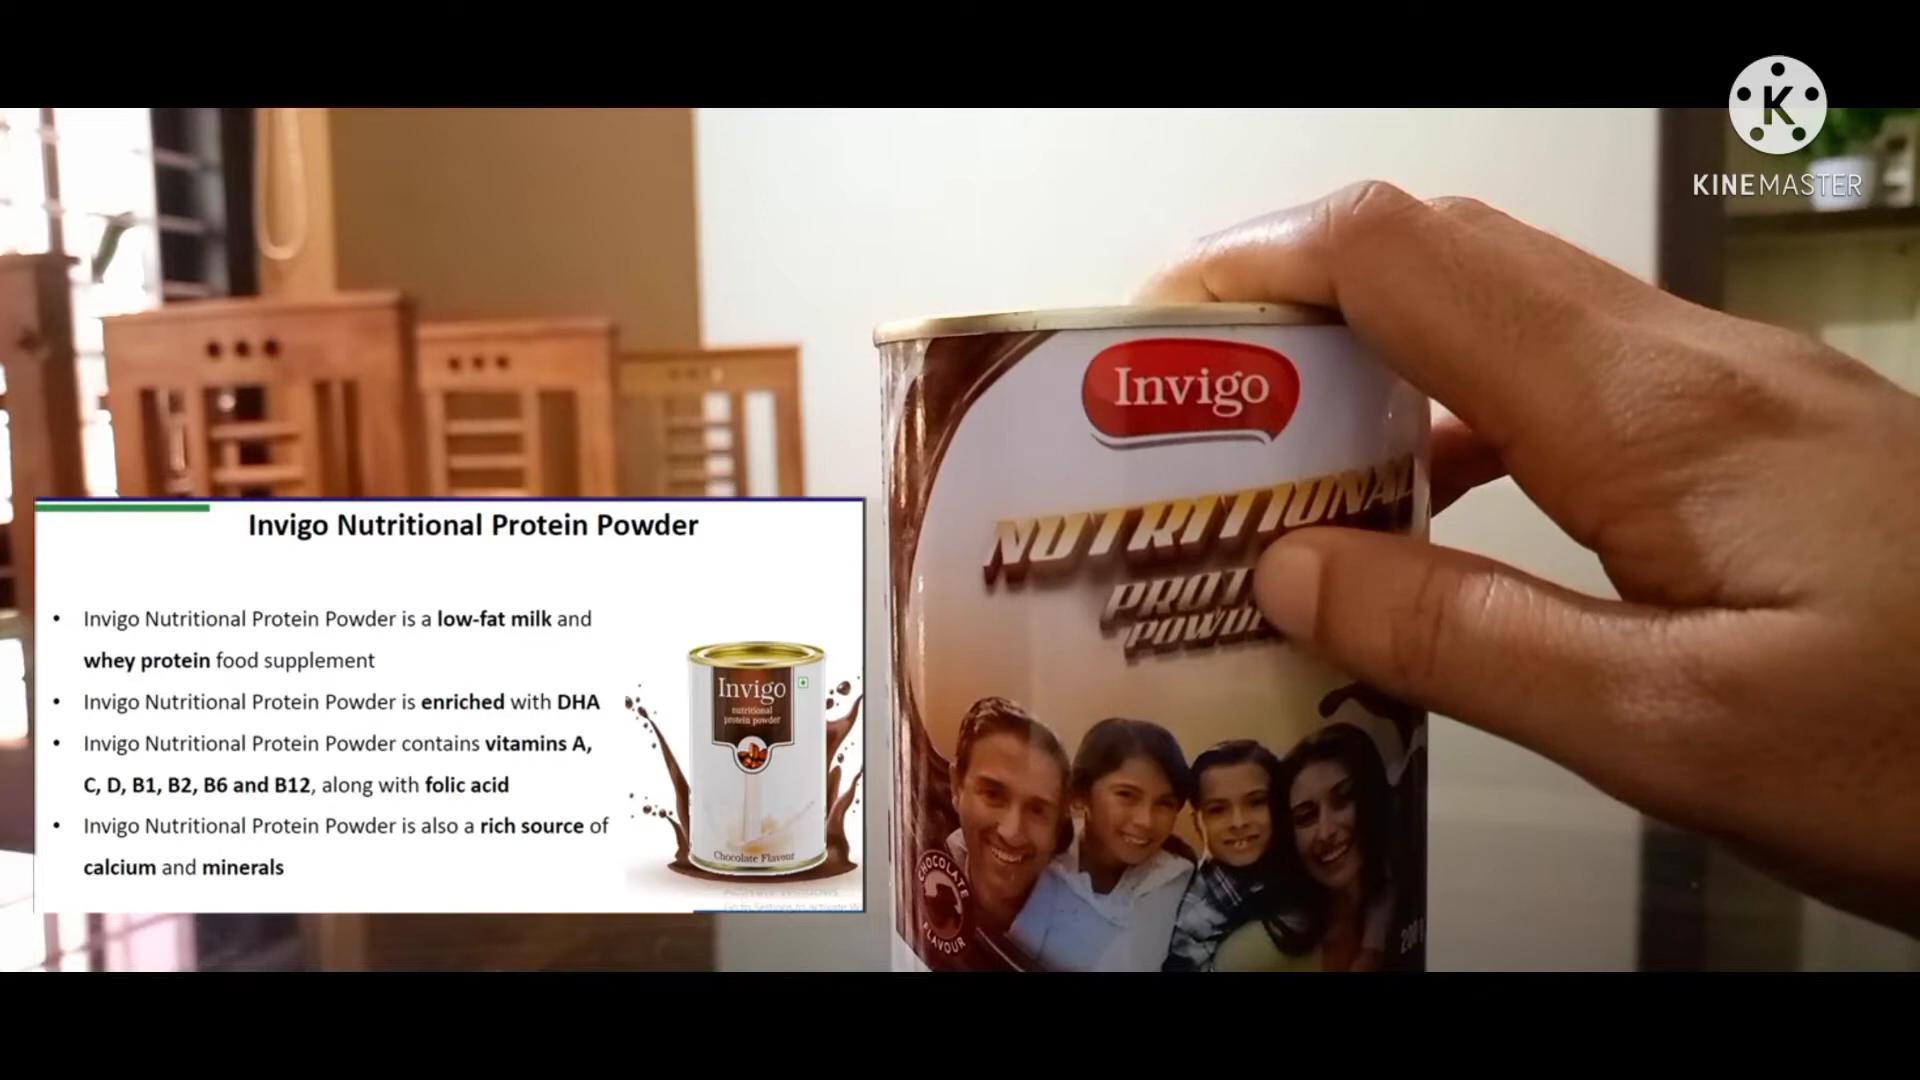 KINEMASTER
Invigo
NUTRITIONAL
Invigo Nutritional Protein Powder
• Invigo Nutritional Protein Powder is a low-fat milk and
whey protein food supplement
• Invigo Nutritional Protein Powder is enriched with DHA
• Invigo Nutritional Protein Powder contains vitamins A,
C, D, B1, B2, B6 and B12, along with folic acid
• Invigo Nutritional Protein Powder is also a rich source of
calcium and minerals
Invigo
nutritional
protein powder
Chocolate Flavour
CHOCOLATE
FLAVOUR